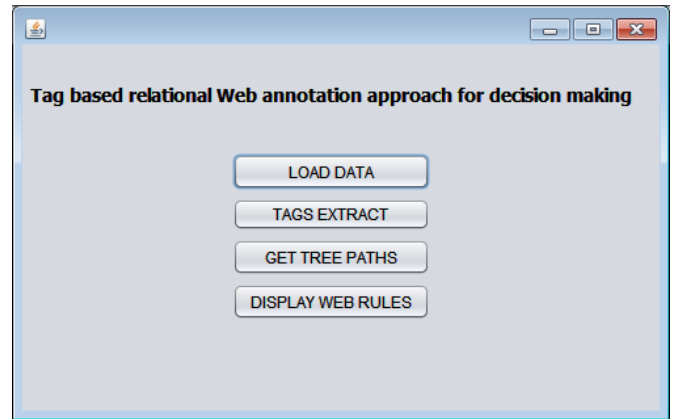 Tag based relational Web annotation approach for decision making
LOAD DATA
TAGS EXTRACT
GET TREE PATHS
DISPLAY WEB RULES